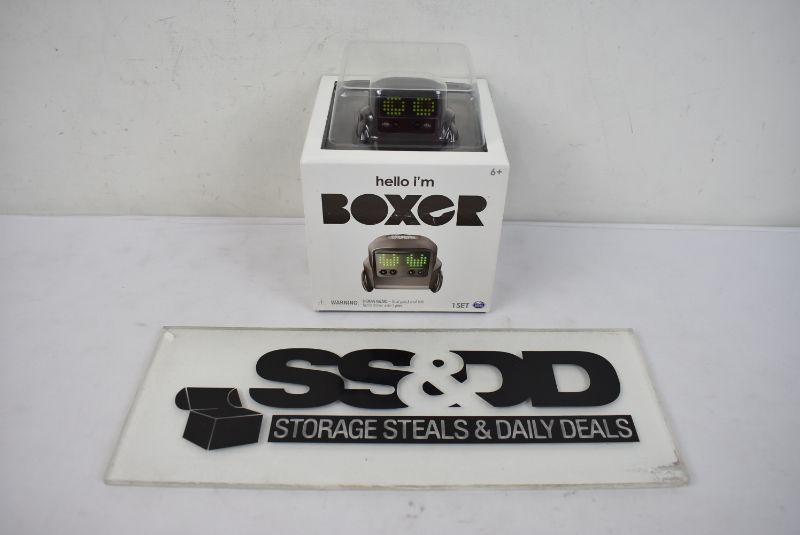 6+
hello i'm
BOXER
WARNING:
1 SET
SS&DD
STORAGE STEALS & DAILY DEALS